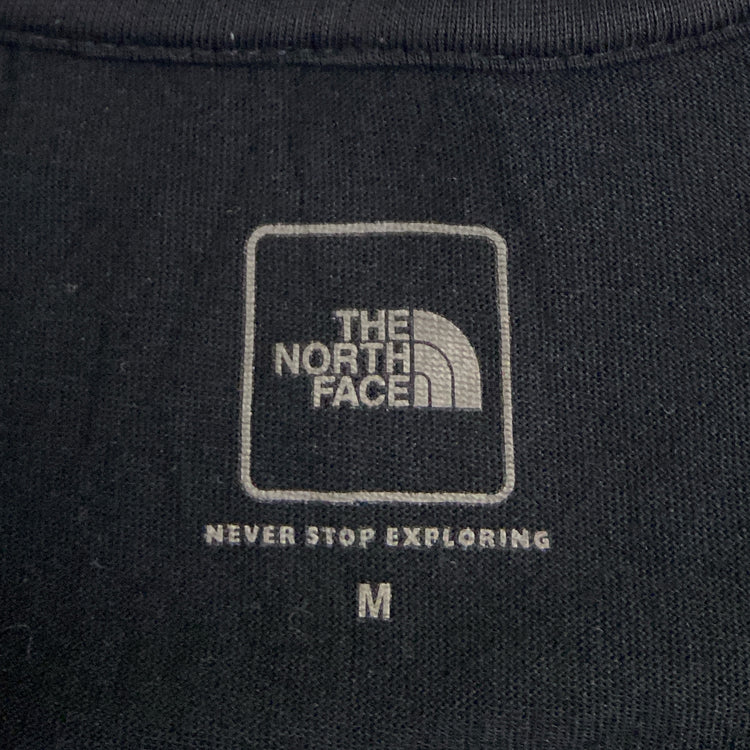 THE
NORTH
FACE
NEVER STOP EXPLORING
M